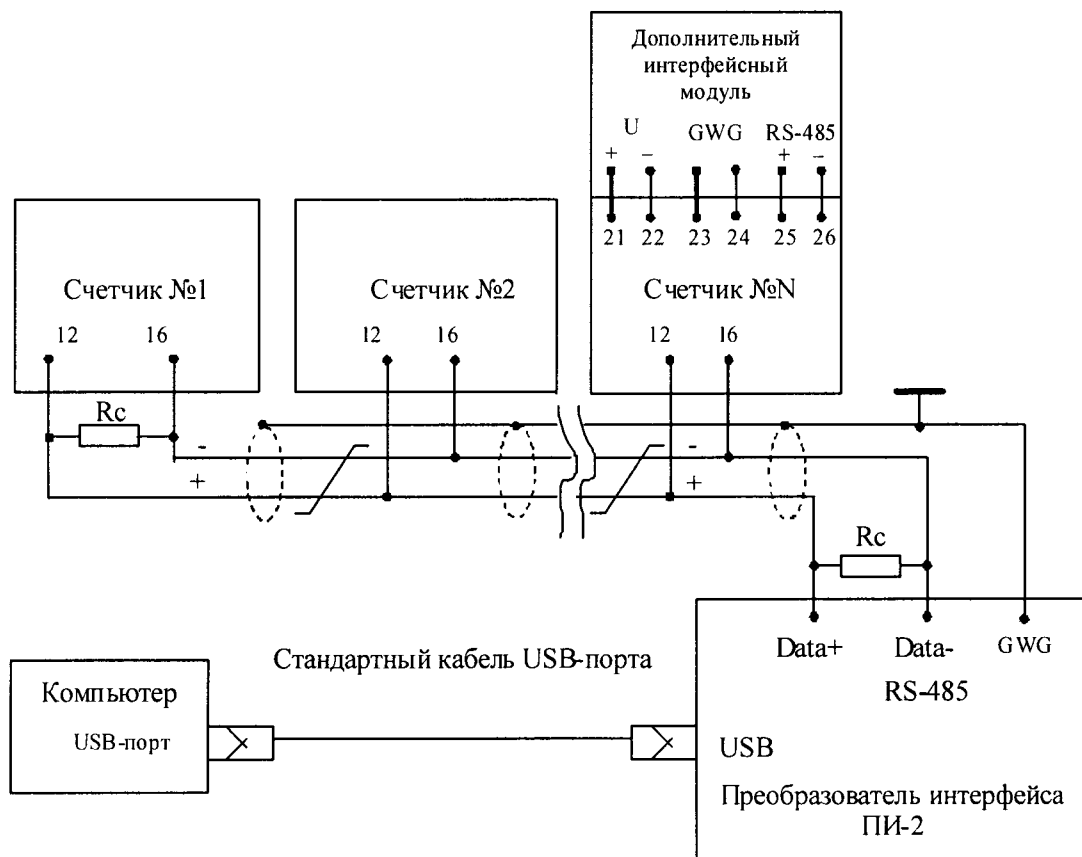 Дополнительный
интерфейсный
модуль
U GWG RS-485
+ – + –
21 22 23 24 25 26
Счетчик №1
Счетчик №2
Счетчик №N
12 16
12 16
12 16
Rc
-
+
-
+
Rc
Data+ Data- GWG
RS-485
Стандартный кабель USB-порта
Компьютер
USB-порт
USB
Преобразователь интерфейса
ПИ-2